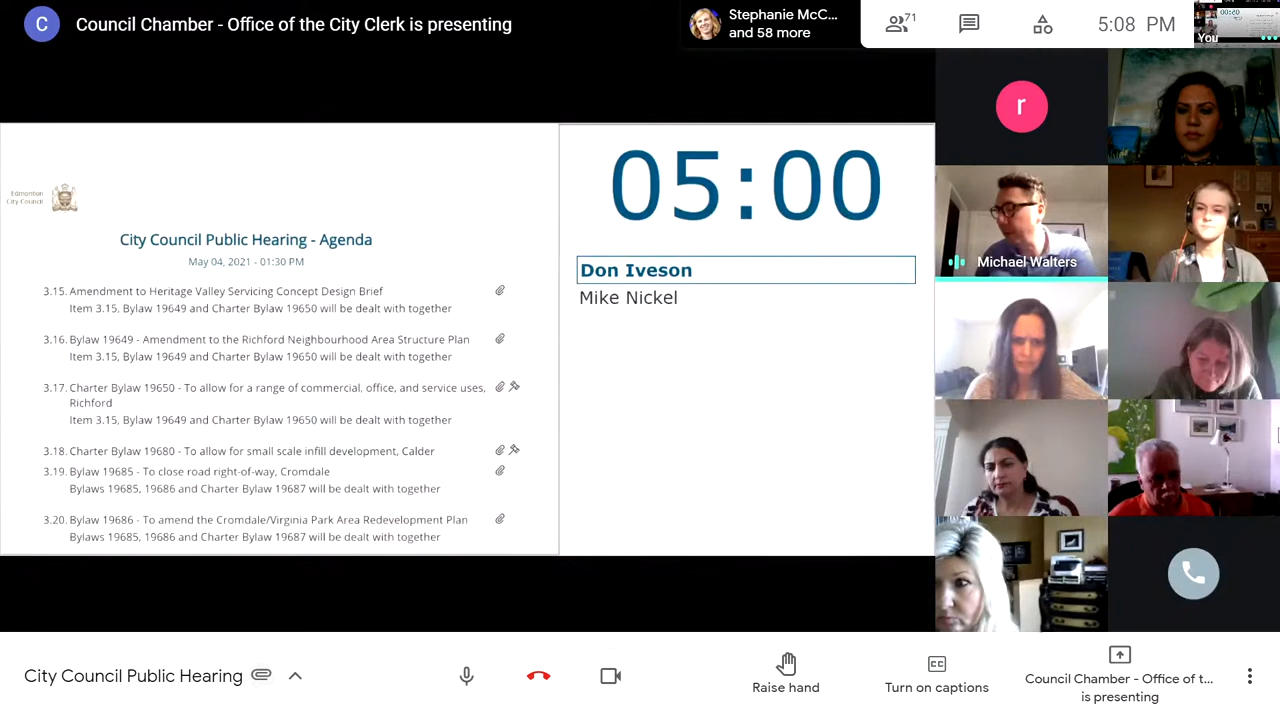 C
Council Chamber - Office of the City Clerk is presenting
Stephanie McC...
and 58 more
71
5:08 PM
You
Edmonton
City Council
City Council Public Hearing - Agenda
May 04, 2021 - 01:30 PM
3.15. Amendment to Heritage Valley Servicing Concept Design Brief
Item 3.15, Bylaw 19649 and Charter Bylaw 19650 will be dealt with together
3.16. Bylaw 19649 - Amendment to the Richford Neighbourhood Area Structure Plan
Item 3.15, Bylaw 19649 and Charter Bylaw 19650 will be dealt with together
3.17. Charter Bylaw 19650 - To allow for a range of commercial, office, and service uses,
Richford
Item 3.15, Bylaw 19649 and Charter Bylaw 19650 will be dealt with together
3.18. Charter Bylaw 19680 - To allow for small scale infill development, Calder
3.19. Bylaw 19685 - To close road right-of-way, Cromdale
Bylaws 19685, 19686 and Charter Bylaw 19687 will be dealt with together
3.20. Bylaw 19686 - To amend the Cromdale/Virginia Park Area Redevelopment Plan
Bylaws 19685, 19686 and Charter Bylaw 19687 will be dealt with together
05:00
Don Iveson
Mike Nickel
r
Michael Walters
City Council Public Hearing
Raise hand
CC
Turn on captions
Council Chamber - Office of t...
is presenting